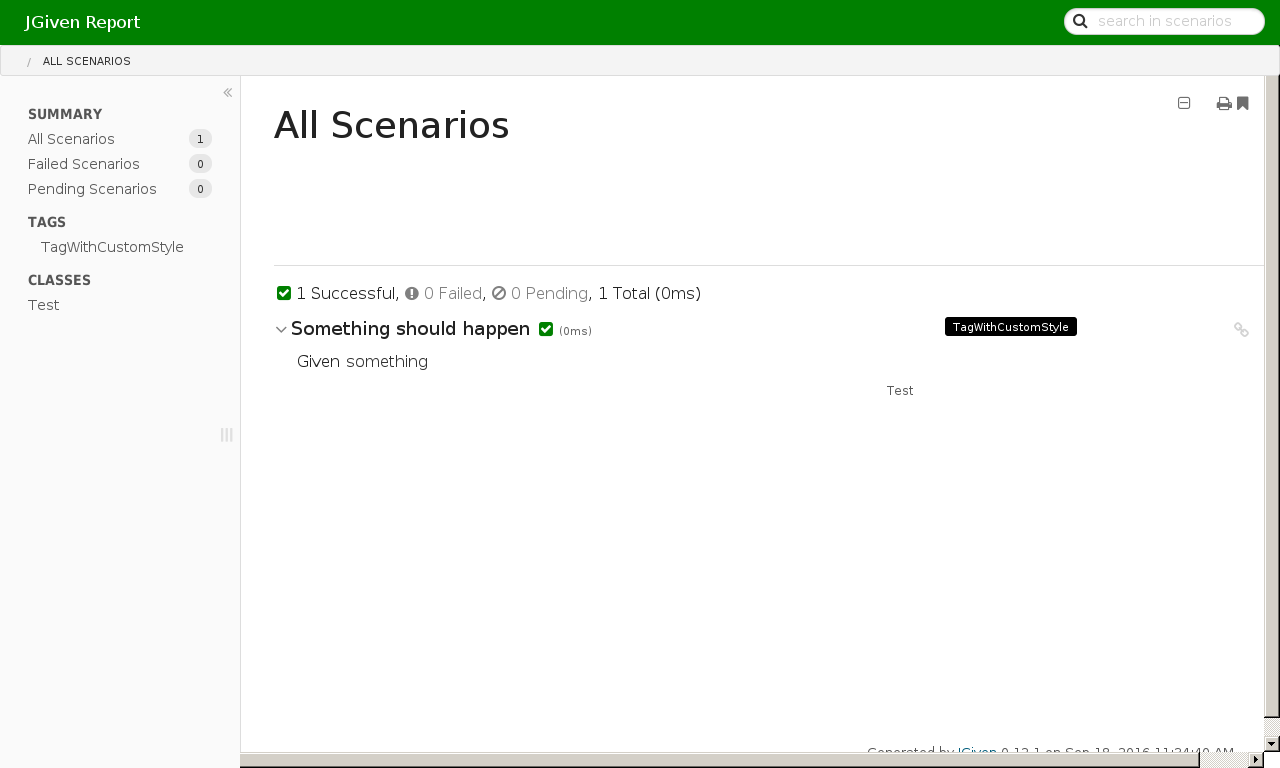 JGiven Report
search in scenarios
/ ALL SCENARIOS
SUMMARY
All Scenarios 1
Failed Scenarios 0
Pending Scenarios 0
TAGS
TagWithCustomStyle
CLASSES
Test
All Scenarios
1 Successful, 0 Failed, 0 Pending, 1 Total (0ms)
Something should happen (0ms)
TagWithCustomStyle
Given something
Test
Generated by JGiven 0.12.1 on Sep 18, 2016 11:34:40 AM